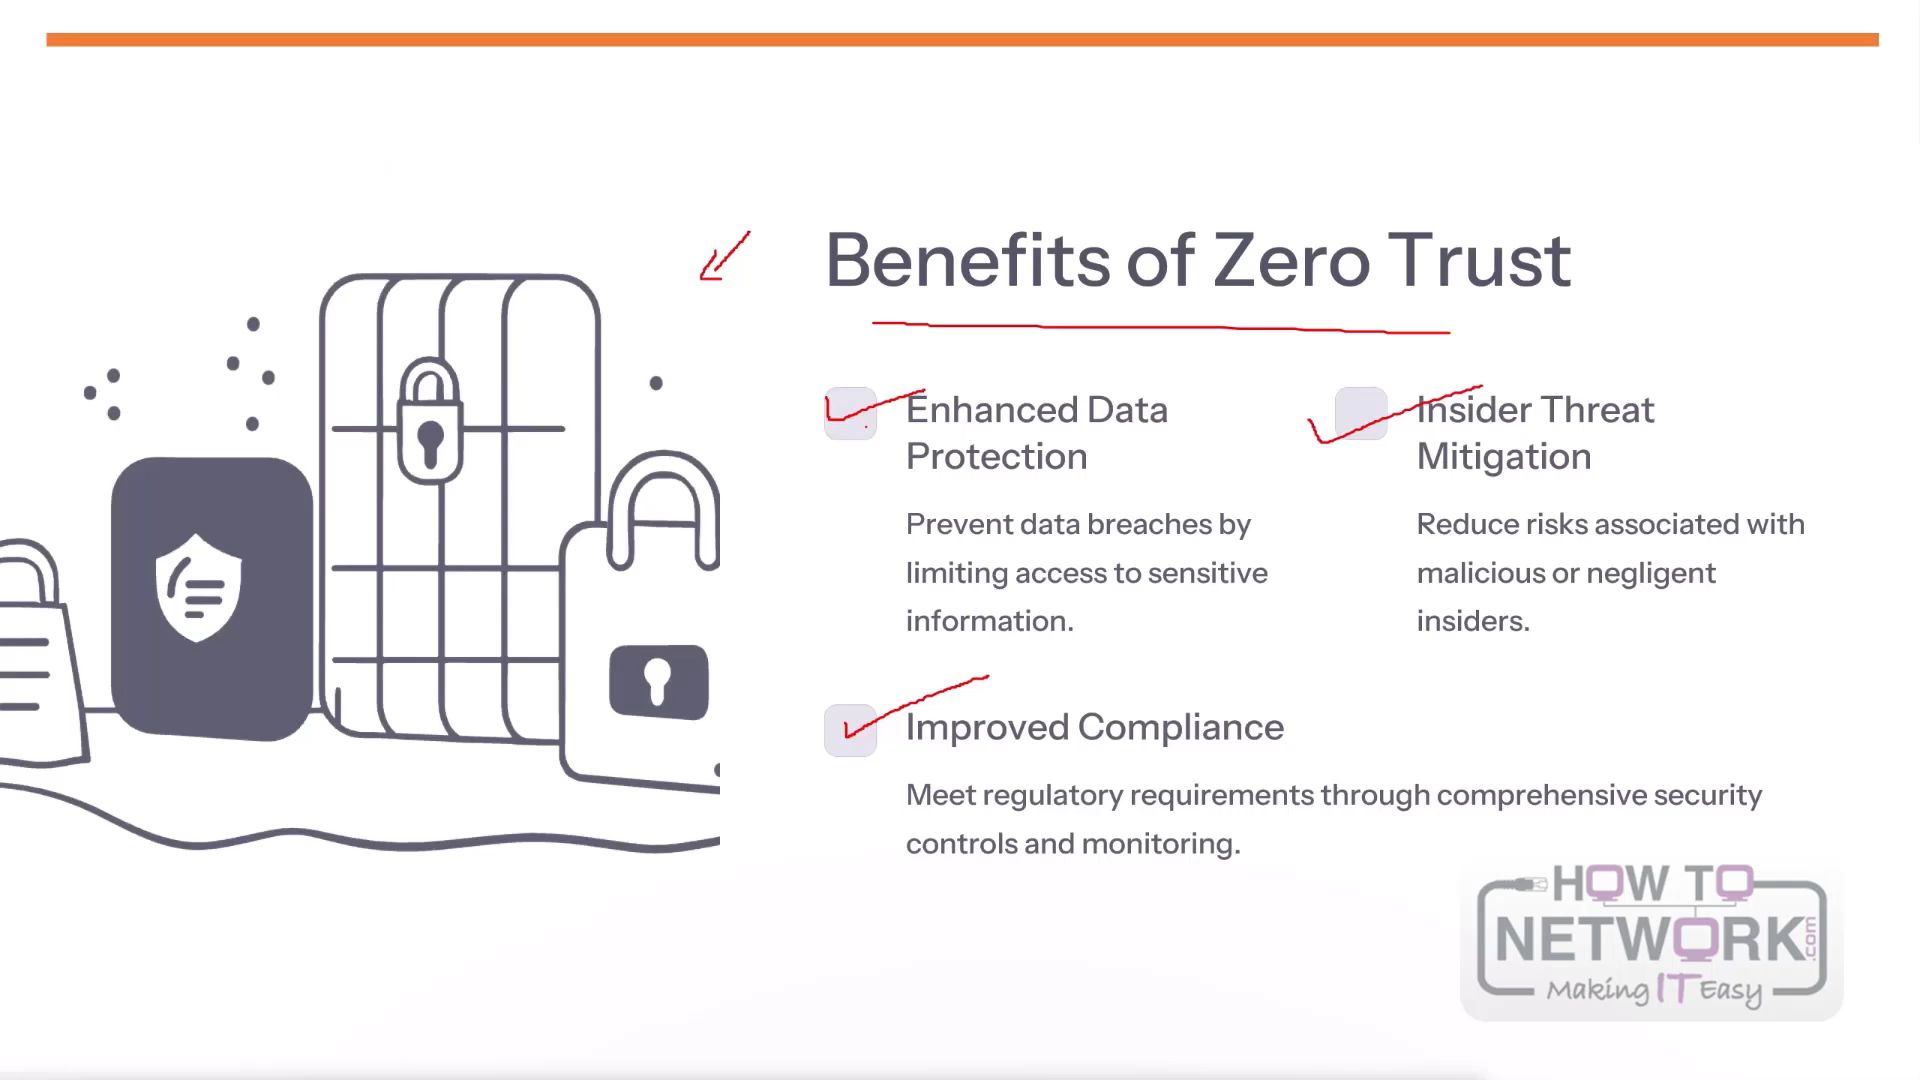 Benefits of Zero Trust
Enhanced Data
Protection
Prevent data breaches by
limiting access to sensitive
information.
Insider Threat
Mitigation
Reduce risks associated with
malicious or negligent
insiders.
Improved Compliance
Meet regulatory requirements through comprehensive security
controls and monitoring.
HOW TO
NETWORK.com
Making IT Easy